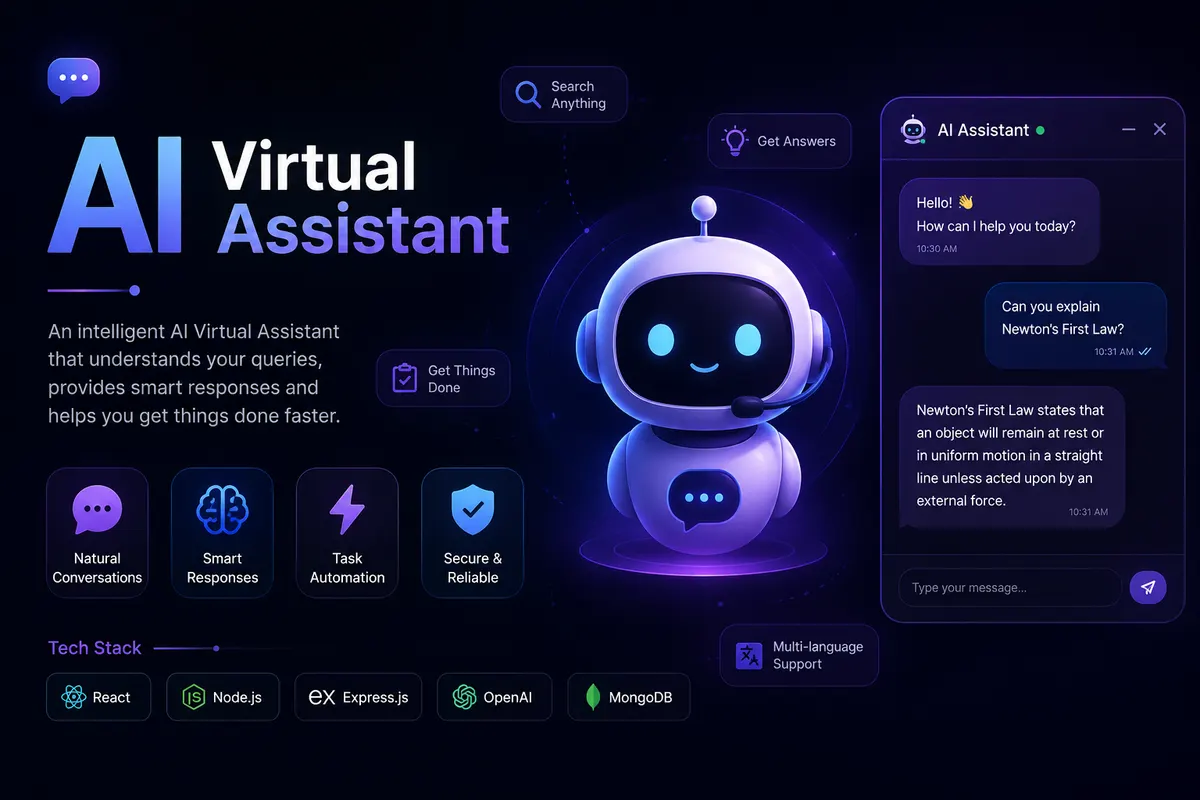 AI Virtual
Assistant
An intelligent AI Virtual Assistant
that understands your queries,
provides smart responses and
helps you get things done faster.
Natural
Conversations
Smart
Responses
Task
Automation
Secure &
Reliable
Tech Stack
React
Node.js
ex Express.js
OpenAI
MongoDB
Search
Anything
Get Answers
Get Things
Done
Multi-language
Support
AI Assistant
Hello! 👋
How can I help you today?
10:30 AM
Can you explain
Newton's First Law?
10:31 AM
Newton's First Law states that
an object will remain at rest or
in uniform motion in a straight
line unless acted upon by an
external force.
10:31 AM
Type your message...